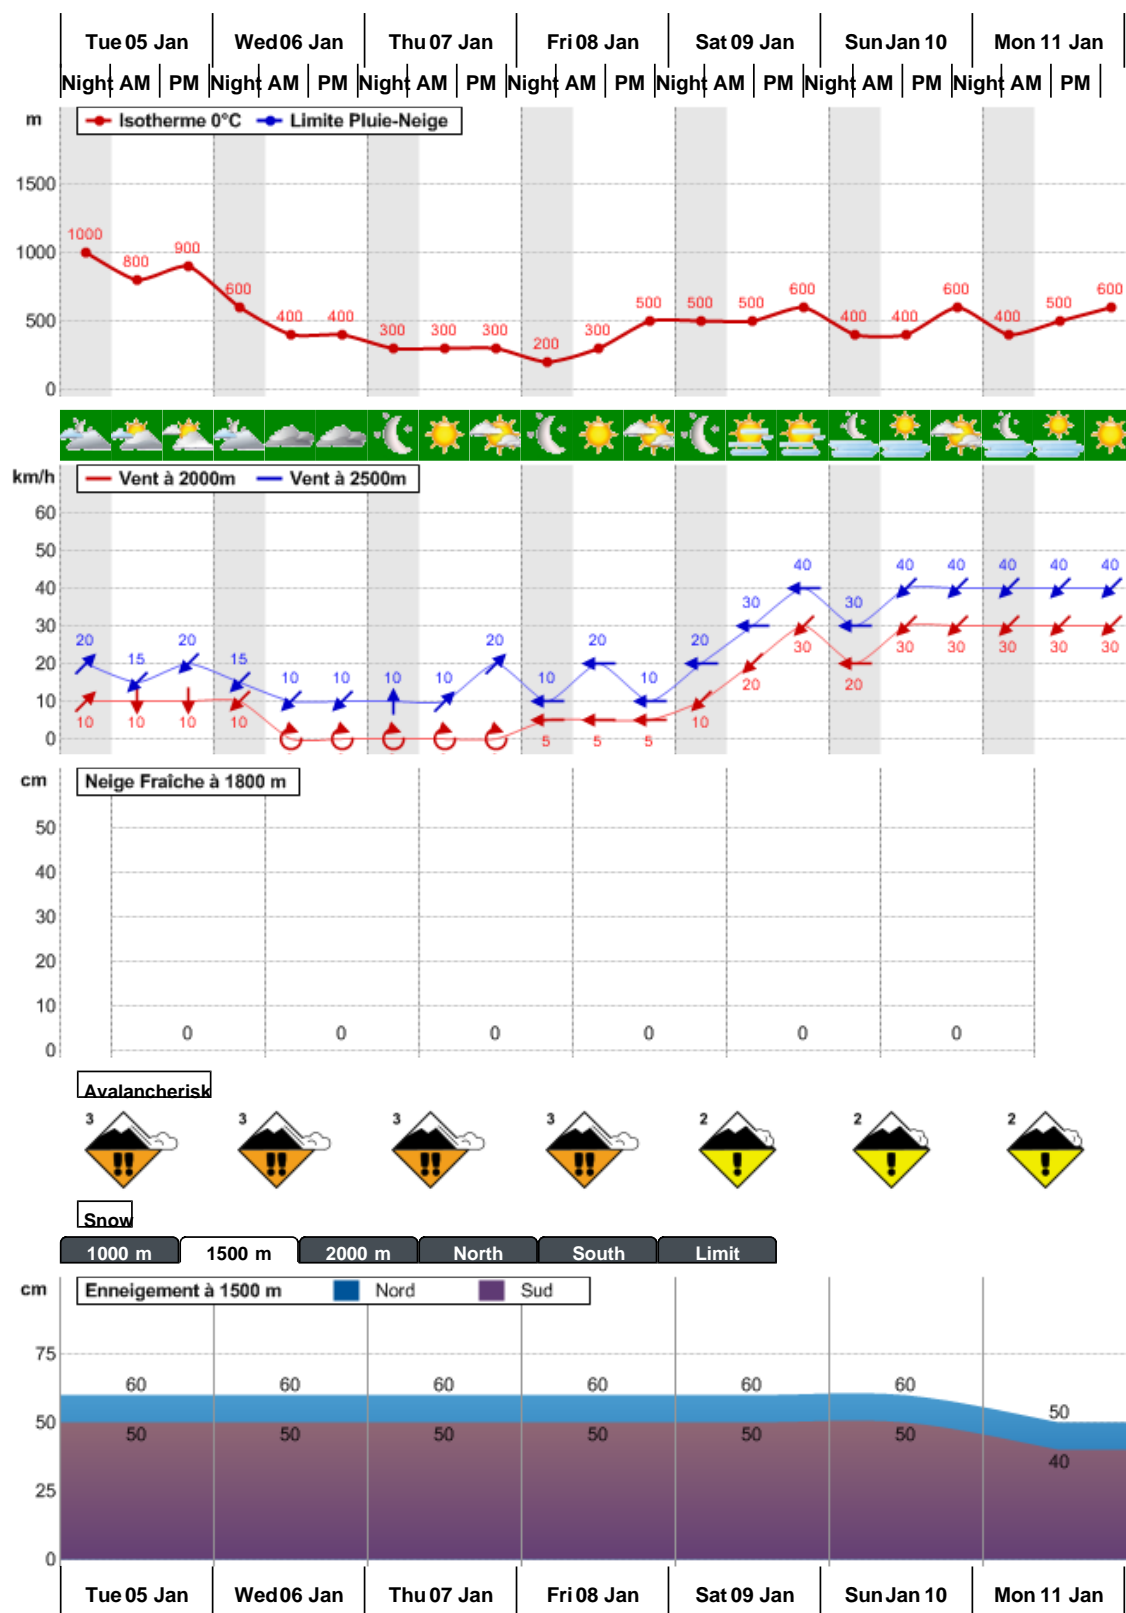 Tue 05 Jan Wed 06 Jan Thu 07 Jan Fri 08 Jan Sat 09 Jan Sun Jan 10 Mon 11 Jan
Night AM PM Night AM PM Night AM PM Night AM PM Night AM PM Night AM PM Night AM PM
m Isotherme 0°C Limite Pluie-Neige
1500
1000
500
0
1000 800 900 600 400 400 300 300 300 200 300 500 500 500 600 400 400 600 400 500 600
km/h Vent à 2000m Vent à 2500m
60
50
40
30
20
10
0
20 15 20 15 10 10 10 10 20 10 20 10 20 30 40 30 40 40 40 40 40
10 10 10 10 5 5 5 10 20 30 20 30 30 30 30 30
cm Neige Fraîche à 1800 m
50
40
30
20
10
0
0 0 0 0 0 0
Avalancherisk
3 3 3 3 2 2 2
Snow
1000 m 1500 m 2000 m North South Limit
cm Enneigement à 1500 m Nord Sud
75
50
25
0
60 60 60 60 60 60 50
50 50 50 50 50 50 40
Tue 05 Jan Wed 06 Jan Thu 07 Jan Fri 08 Jan Sat 09 Jan Sun Jan 10 Mon 11 Jan